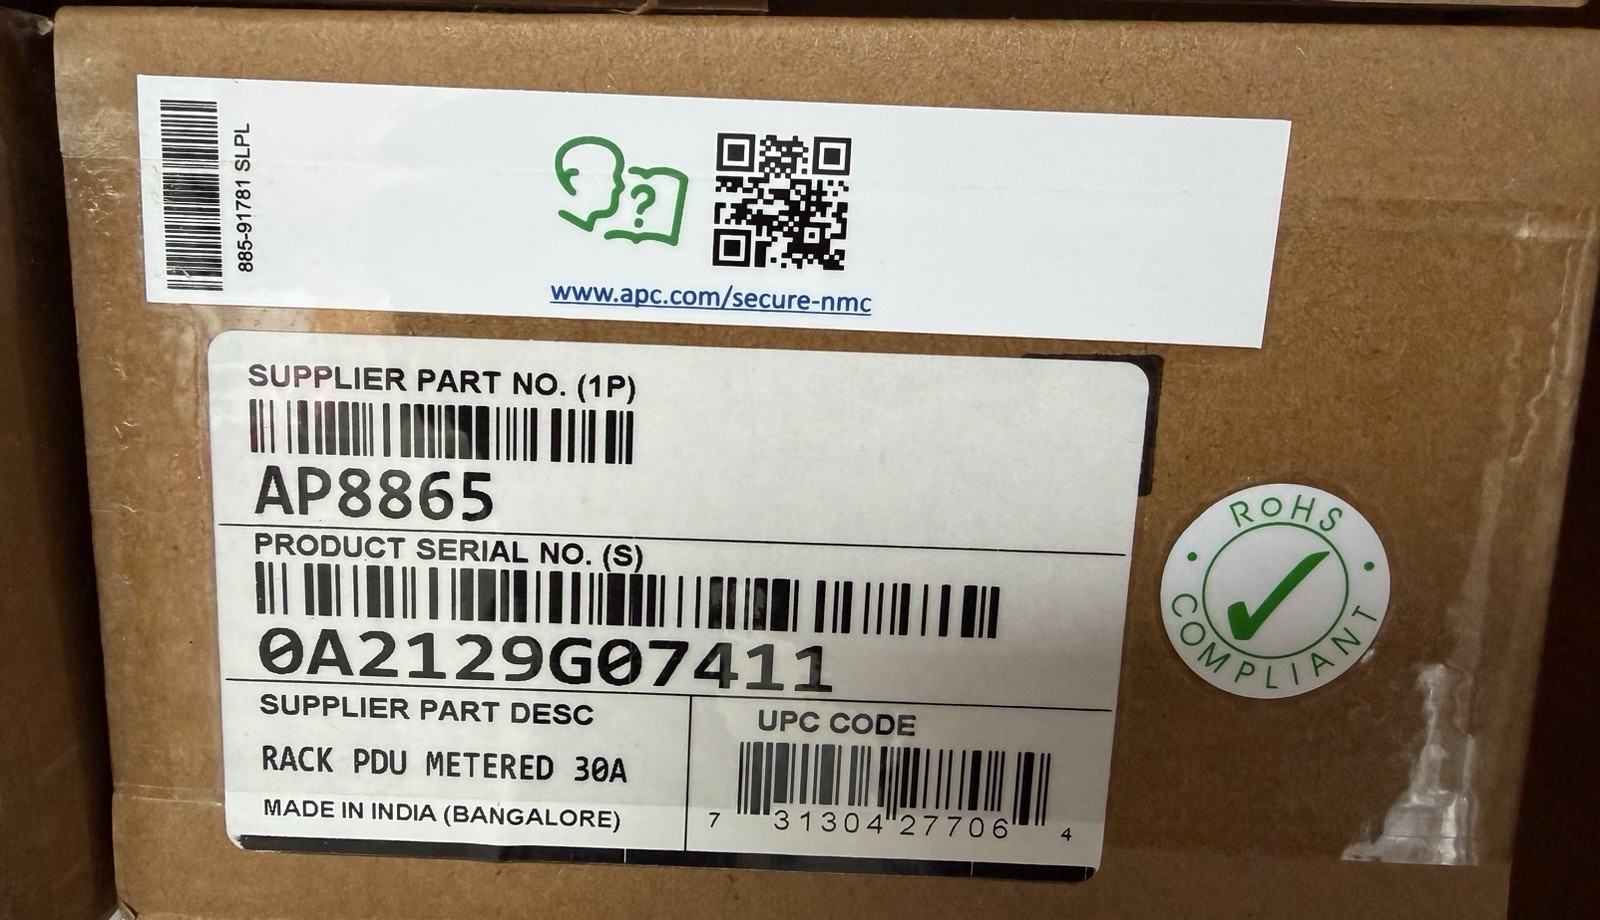 885-91781 SLPL
?
www.apc.com/secure-nmc
SUPPLIER PART NO. (1P)
AP8865
PRODUCT SERIAL NO. (S)
0A2129G07411
SUPPLIER PART DESC
RACK PDU METERED 30A
MADE IN INDIA (BANGALORE)
UPC CODE
7 31304 27706 4
RoHS
COMPLIANT